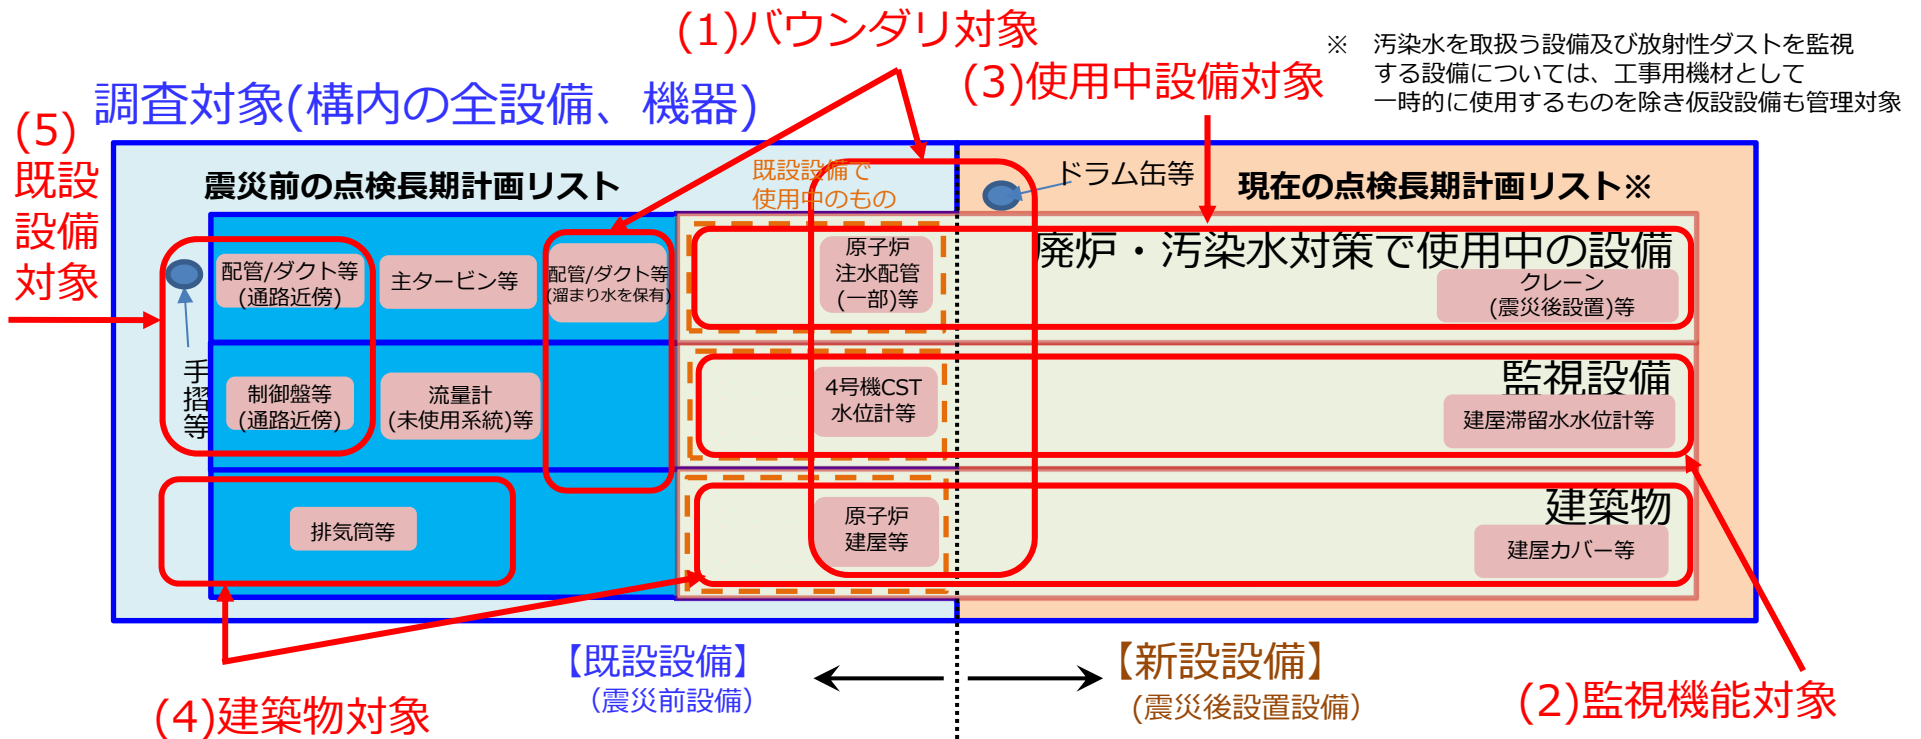 (1)バウンダリ対象
※　汚染水を取扱う設備及び放射性ダストを監視
する設備については、工事用機材として
一時的に使用するものを除き仮設設備も管理対象
(3)使用中設備対象
調査対象(構内の全設備、機器)
(5)
既設
設備
対象
震災前の点検長期計画リスト
既設設備で
使用中のもの
ドラム缶等
現在の点検長期計画リスト※
廃炉・汚染水対策で使用中の設備
配管/ダクト等
(通路近傍)
主タービン等
配管/ダクト等
(溜まり水を保有)
原子炉
注水配管
(一部)等
クレーン
(震災後設置)等
手摺等
制御盤等
(通路近傍)
流量計
(未使用系統)等
4号機CST
水位計等
監視設備
建屋滞留水水位計等
排気筒等
原子炉
建屋等
建築物
建屋カバー等
【既設設備】
(震災前設備)
【新設設備】
(震災後設置設備)
(4)建築物対象
(2)監視機能対象